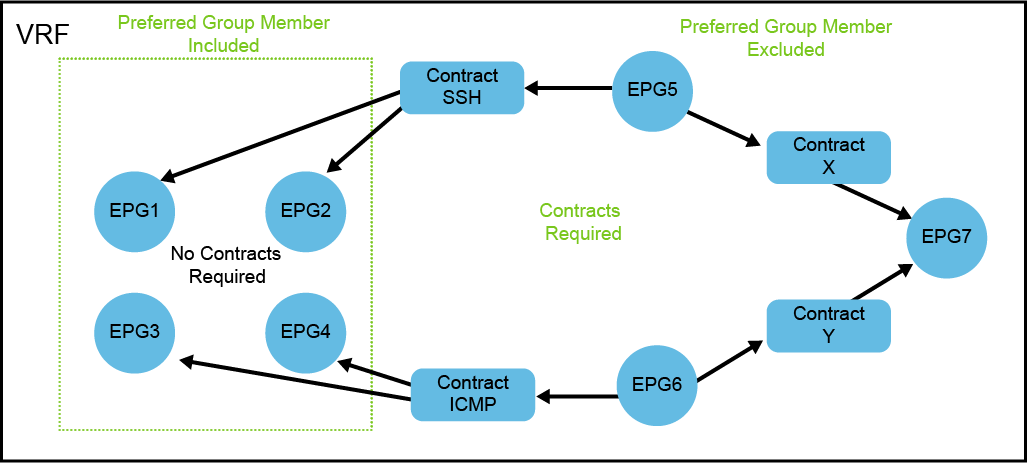 VRF
Preferred Group Member
Included
Preferred Group Member
Excluded
Contract
SSH
EPG5
Contract
X
EPG1
EPG2
Contracts
Required
EPG7
No Contracts
Required
EPG3
EPG4
Contract
Y
Contract
ICMP
EPG6